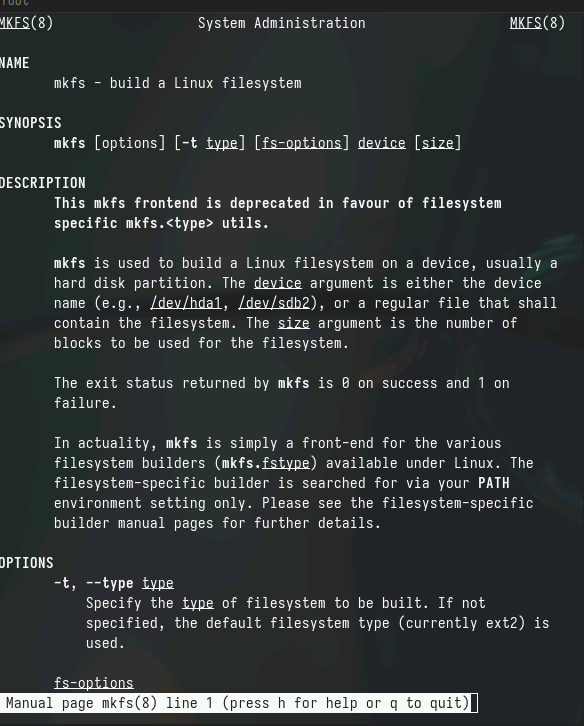 MKFS(8) System Administration MKFS(8)
NAME
mkfs - build a Linux filesystem
SYNOPSIS
mkfs [options] [-t type] [fs-options] device [size]
DESCRIPTION
This mkfs frontend is deprecated in favour of filesystem
specific mkfs.<type> utils.
mkfs is used to build a Linux filesystem on a device, usually a
hard disk partition. The device argument is either the device
name (e.g., /dev/hda1, /dev/sdb2), or a regular file that shall
contain the filesystem. The size argument is the number of
blocks to be used for the filesystem.
The exit status returned by mkfs is 0 on success and 1 on
failure.
In actuality, mkfs is simply a front-end for the various
filesystem builders (mkfs.fstype) available under Linux. The
filesystem-specific builder is searched for via your PATH
environment setting only. Please see the filesystem-specific
builder manual pages for further details.
OPTIONS
-t, --type type
Specify the type of filesystem to be built. If not
specified, the default filesystem type (currently ext2) is
used.
fs-options
Manual page mkfs(8) line 1 (press h for help or q to quit)